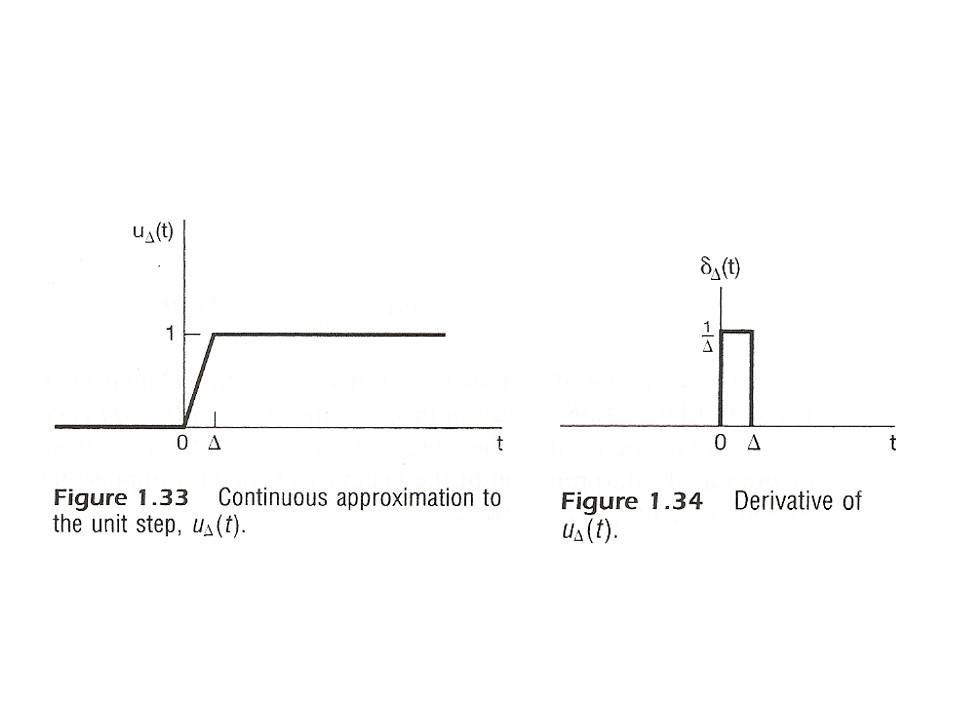 u_Δ(t)
1
0 Δ t
Figure 1.33 Continuous approximation to
the unit step, u_Δ(t).
δ_Δ(t)
1/Δ
0 Δ t
Figure 1.34 Derivative of
u_Δ(t).